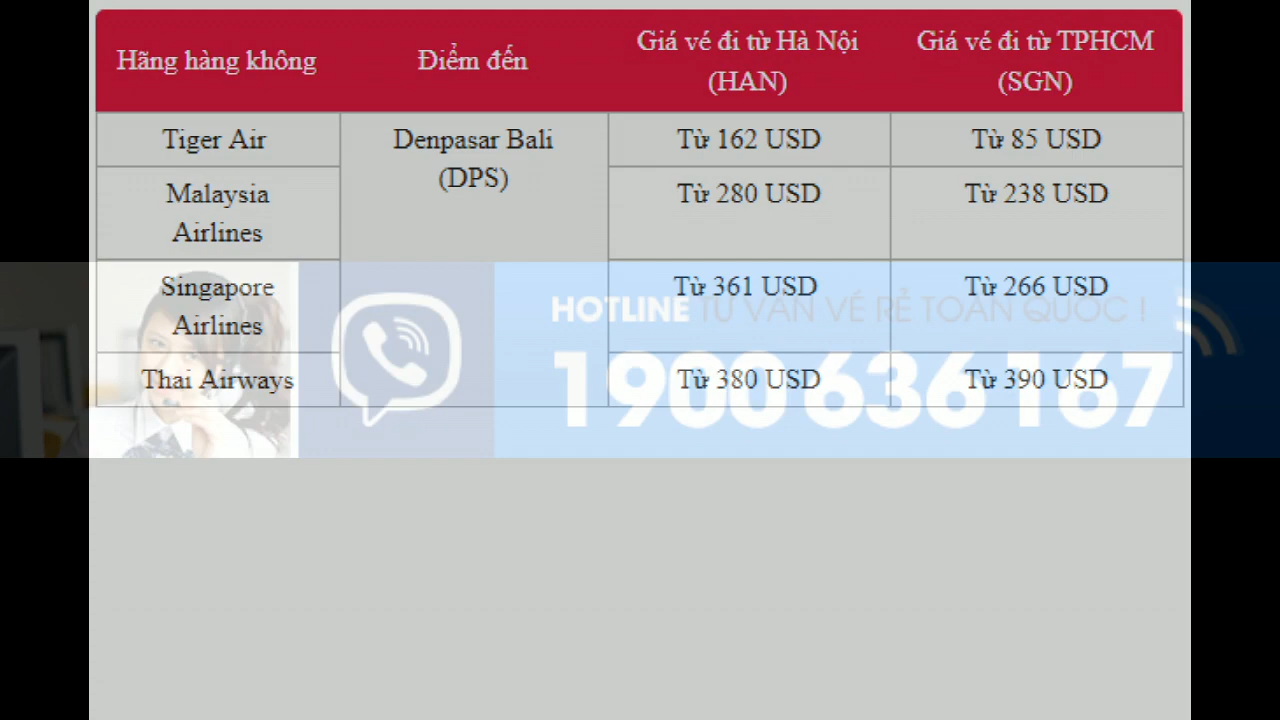 Hãng hàng không
Điểm đến
Giá vé đi từ Hà Nội
(HAN)
Giá vé đi từ TPHCM
(SGN)
Tiger Air
Denpasar Bali
(DPS)
Từ 162 USD
Từ 85 USD
Malaysia
Airlines
Từ 280 USD
Từ 238 USD
Singapore
Airlines
Từ 361 USD
Từ 266 USD
Thai Airways
Từ 380 USD
Từ 390 USD
HOTLINE TƯ VẤN VÉ RẺ TOÀN QUỐC !
1900 636 167